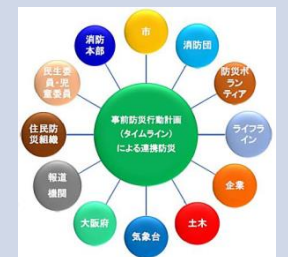 市
消防団
防災ボ
ランティア
ライフラ
イン
企業
土木
気象台
大阪府
報道
機関
住民防
災組織
民生委
員・児
童委員
消防
本部
事前防災行動計画
(タイムライン)
による連携防災